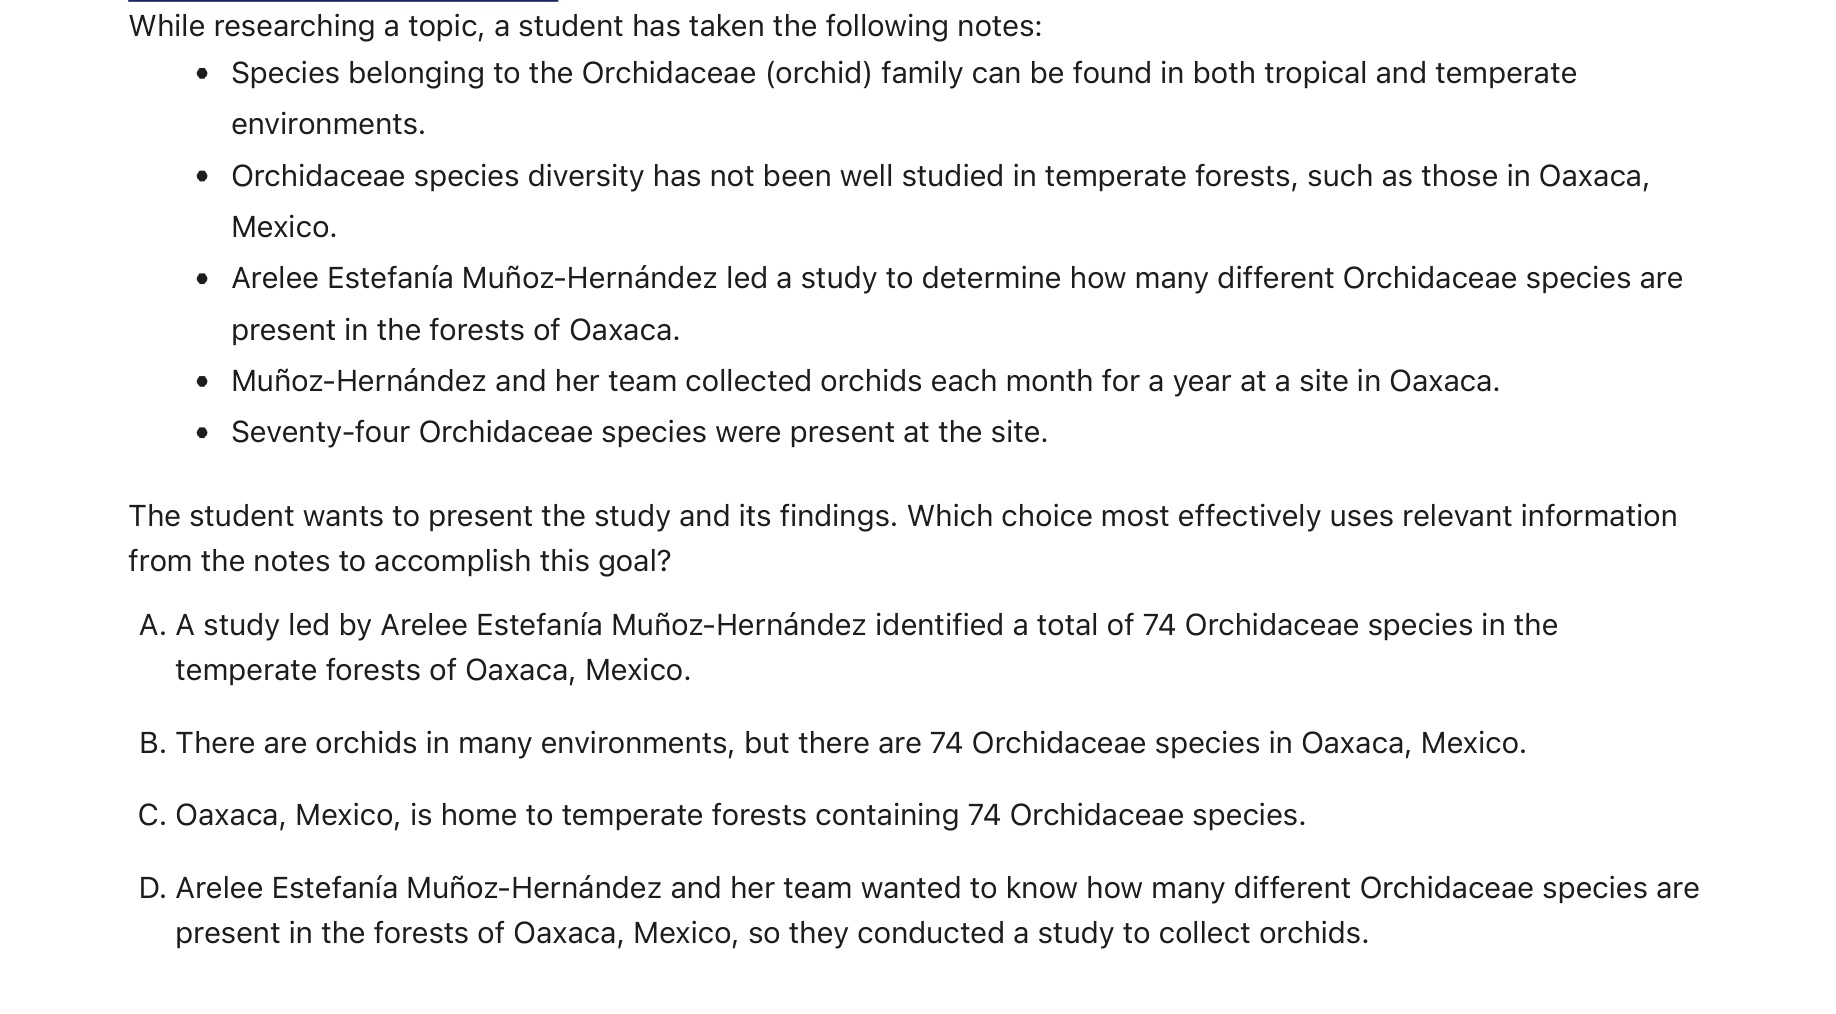 While researching a topic, a student has taken the following notes:
• Species belonging to the Orchidaceae (orchid) family can be found in both tropical and temperate
environments.
• Orchidaceae species diversity has not been well studied in temperate forests, such as those in Oaxaca,
Mexico.
• Arelee Estefanía Muñoz-Hernández led a study to determine how many different Orchidaceae species are
present in the forests of Oaxaca.
• Muñoz-Hernández and her team collected orchids each month for a year at a site in Oaxaca.
• Seventy-four Orchidaceae species were present at the site.
The student wants to present the study and its findings. Which choice most effectively uses relevant information
from the notes to accomplish this goal?
A. A study led by Arelee Estefanía Muñoz-Hernández identified a total of 74 Orchidaceae species in the
temperate forests of Oaxaca, Mexico.
B. There are orchids in many environments, but there are 74 Orchidaceae species in Oaxaca, Mexico.
C. Oaxaca, Mexico, is home to temperate forests containing 74 Orchidaceae species.
D. Arelee Estefanía Muñoz-Hernández and her team wanted to know how many different Orchidaceae species are
present in the forests of Oaxaca, Mexico, so they conducted a study to collect orchids.